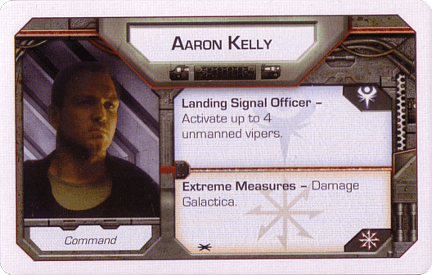 AARON KELLY
Landing Signal Officer –
Activate up to 4
unmanned vipers.
Extreme Measures – Damage
Galactica.
Command